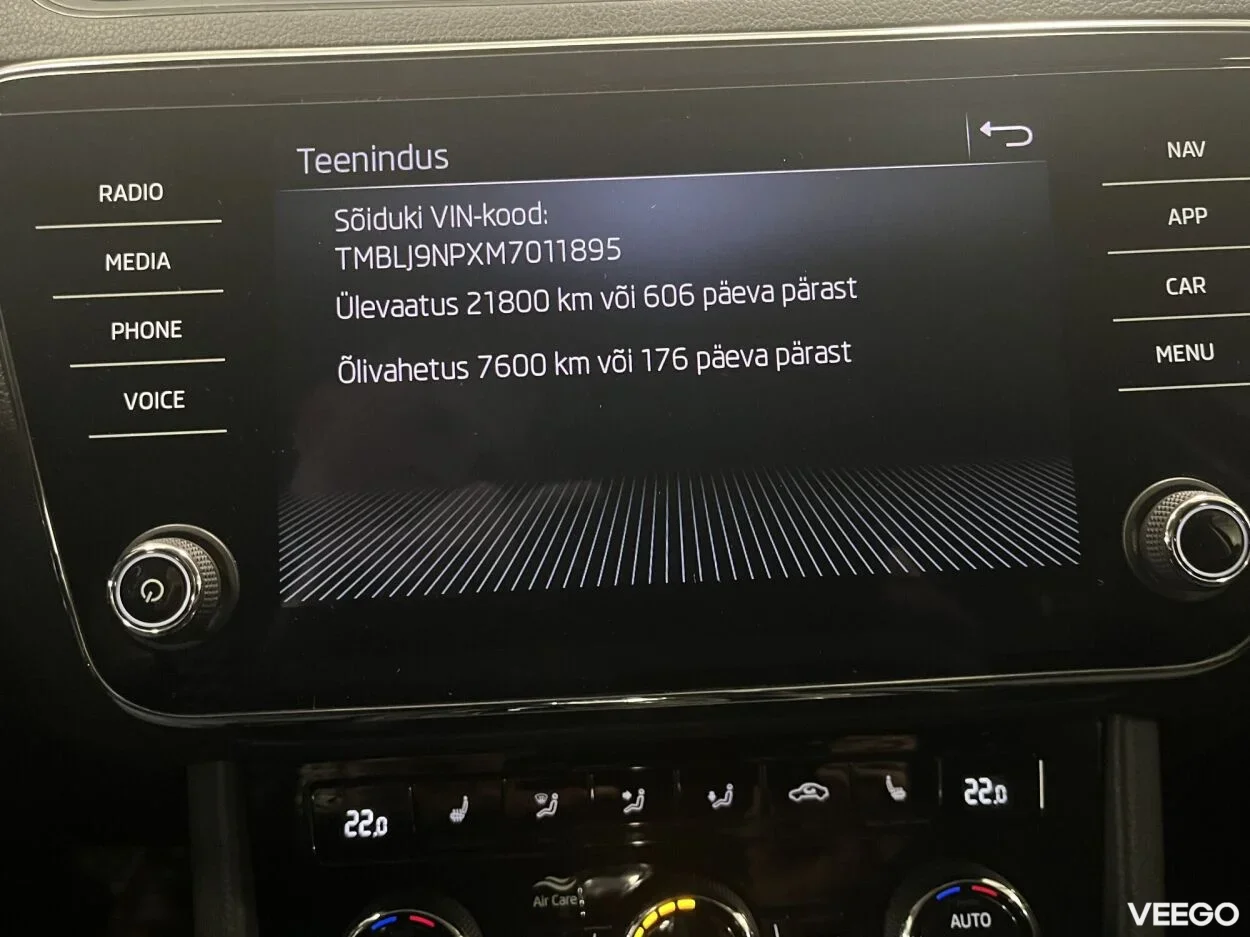 Teenindus
Sõiduki VIN-kood:
TMBLJ9NPXM7011895
Ülevaatus 21800 km või 606 päeva pärast
Õlivahetus 7600 km või 176 päeva pärast
RADIO
MEDIA
PHONE
VOICE
NAV
APP
CAR
MENU
22.0
22.0
Air Care
AUTO
VEEGO